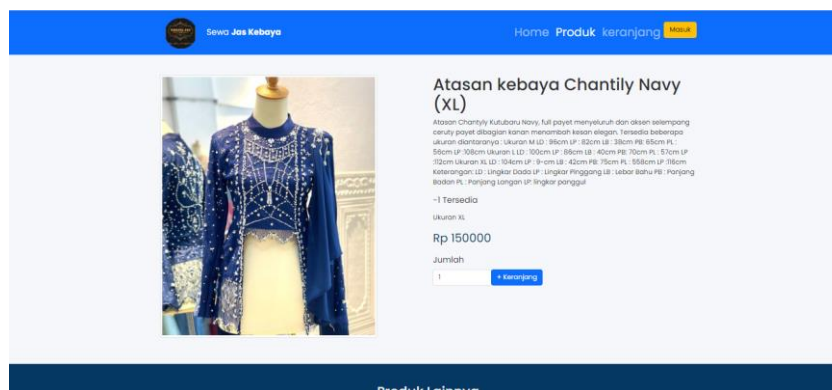 Sewa Jas Kebaya
Home Produk keranjang Masuk
Atasan kebaya Chantily Navy
(XL)
Atasan Chantyly Kutubaru Navy, full payet menyeluruh dan aksen selempang
ceruty payet dibagian kanan menambah kesan elegan. Tersedia beberapa
ukuran diantaranya : Ukuran M LD : 96cm LP : 82cm LB : 38cm PB: 65cm PL :
56cm LP :108cm Ukuran L LD : 100cm LP : 86cm LB : 40cm PB: 70cm PL : 57cm LP
:112cm Ukuran XL LD : 104cm LP : 9-cm LB : 42cm PB: 75cm PL : 558cm LP :116cm
Keterangan: LD : Lingkar Dada LP : Lingkar Pinggang LB : Lebar Bahu PB : Panjang
Badan PL : Panjang Langan LP: lingkar panggul
-1 Tersedia
Ukuran XL
Rp 150000
Jumlah
1
+ Keranjang
Produk Lainnya